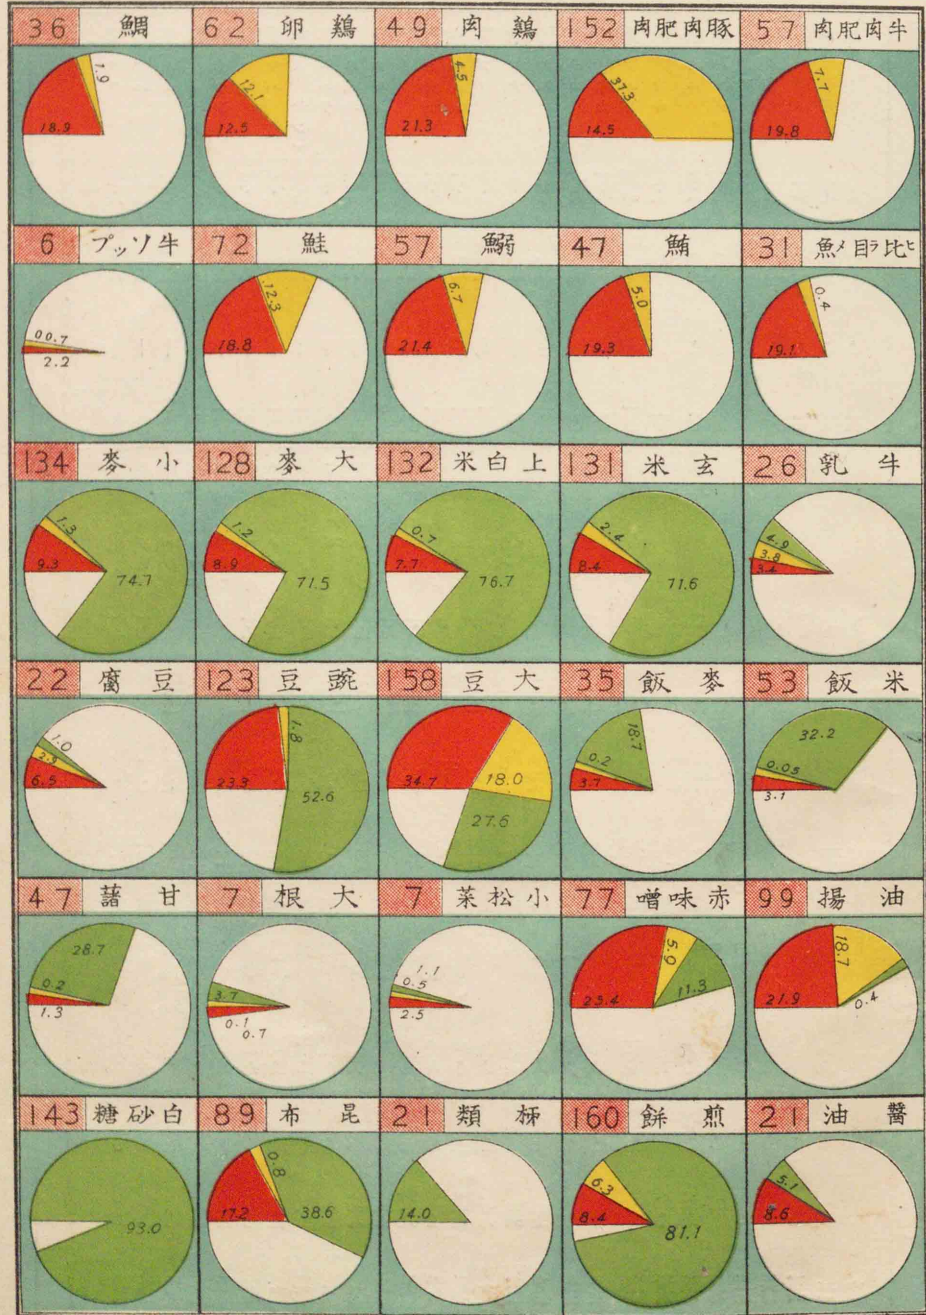 牛肉肥肉 57
7.7
19.8
豚肉肥肉 152
37.3
14.5
鷄肉 49
4.5
21.3
鷄卵 62
12.1
12.5
鯛 36
1.9
18.9
比ヒ目ラ魚メ 31
0.4
19.1
鮪 47
5.0
19.3
鰯 57
6.7
21.4
鮭 72
12.3
18.8
牛ソップ 6
00.7
2.2
牛乳 26
4.9
3.8
3.4
玄米 131
2.4
8.4
71.6
上白米 132
0.7
7.7
76.7
大麥 128
1.2
8.9
71.5
小麥 134
1.3
9.3
74.7
米飯 53
32.2
0.05
3.1
麥飯 35
18.7
0.2
3.7
大豆 158
34.7
18.0
27.6
豌豆 123
1.8
23.3
52.6
豆腐 22
1.0
2.9
6.5
油揚 99
18.7
21.9
0.4
赤味噌 77
5.0
11.3
23.4
小松菜 7
1.1
0.5
2.5
大根 7
3.7
0.1
0.7
甘藷 47
28.7
0.2
1.3
醬油 21
5.1
8.6
煎餅 160
6.3
8.4
81.1
柹類 21
14.0
昆布 89
0.8
17.2
38.6
白砂糖 143
93.0